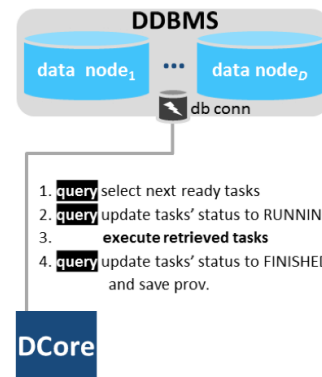 DDBMS
data node1 ... data nodeD
db conn
1. query select next ready tasks
2. query update tasks' status to RUNNIN
3. execute retrieved tasks
4. query update tasks' status to FINISHED
and save prov.
DCore